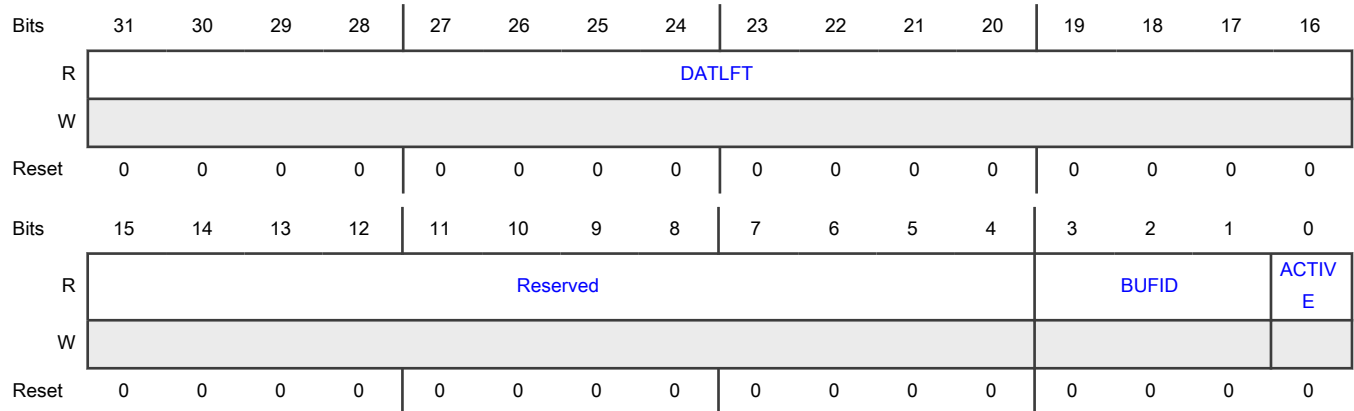 Bits 31 30 29 28 27 26 25 24 23 22 21 20 19 18 17 16
R DATLFT
W
Reset 0 0 0 0 0 0 0 0 0 0 0 0 0 0 0 0
Bits 15 14 13 12 11 10 9 8 7 6 5 4 3 2 1 0
R Reserved BUFID ACTIV
E
W
Reset 0 0 0 0 0 0 0 0 0 0 0 0 0 0 0 0